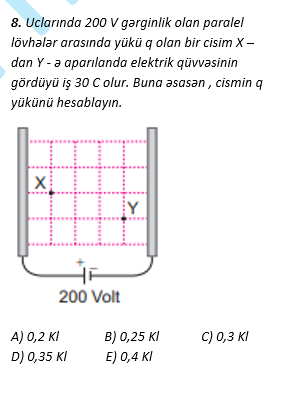 8. Uclarında 200 V gərginlik olan paralel
lövhələr arasında yükü q olan bir cisim X –
dan Y - ə aparılanda elektrik qüvvəsinin
gördüyü iş 30 C olur. Buna əsasən , cismin q
yükünü hesablayın.
X
Y
+ –
200 Volt
A) 0,2 Kl B) 0,25 Kl C) 0,3 Kl
D) 0,35 Kl E) 0,4 Kl